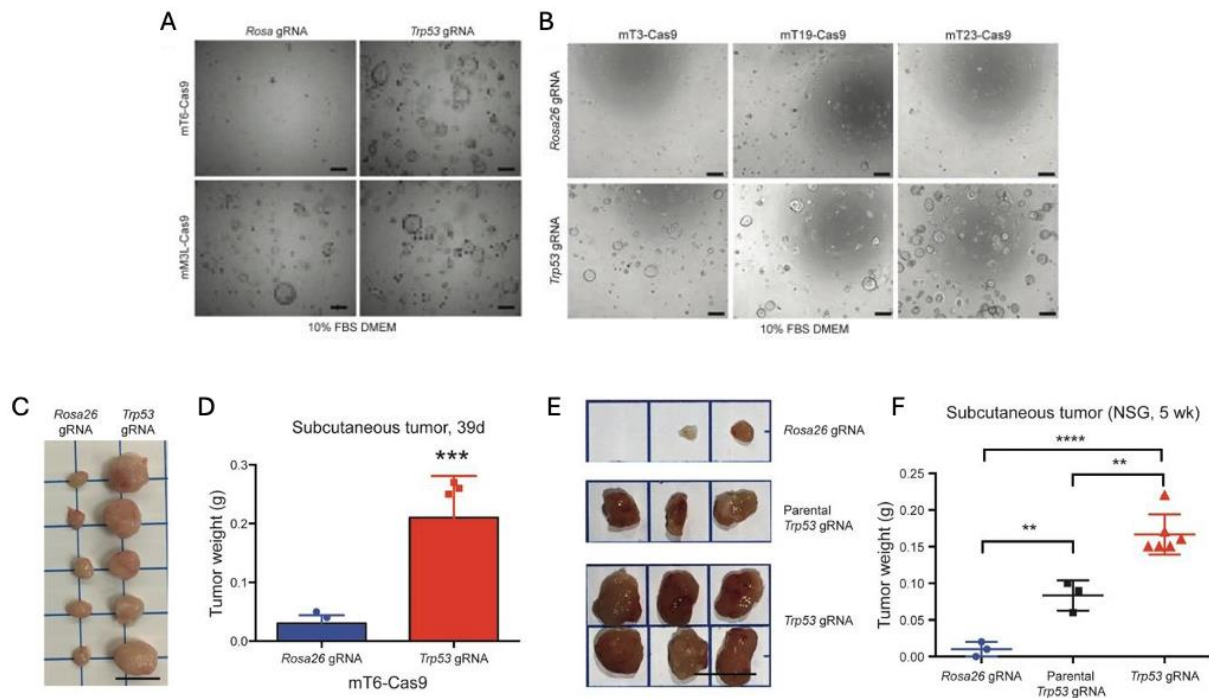 A
Rosa gRNA
Trp53 gRNA
mT6-Cas9
mM3L-Cas9
10% FBS DMEM
B
mT3-Cas9
mT19-Cas9
mT23-Cas9
Rosa26 gRNA
Trp53 gRNA
10% FBS DMEM
C
Rosa26
gRNA
Trp53
gRNA
D
Subcutaneous tumor, 39d
***
Tumor weight (g)
0.3
0.2
0.1
0.0
Rosa26 gRNA
Trp53 gRNA
mT6-Cas9
E
Rosa26 gRNA
Parental
Trp53 gRNA
Trp53 gRNA
F
Subcutaneous tumor (NSG, 5 wk)
****
**
**
Tumor weight (g)
0.25
0.20
0.15
0.10
0.05
0.00
Rosa26 gRNA
Parental
Trp53 gRNA
Trp53 gRNA